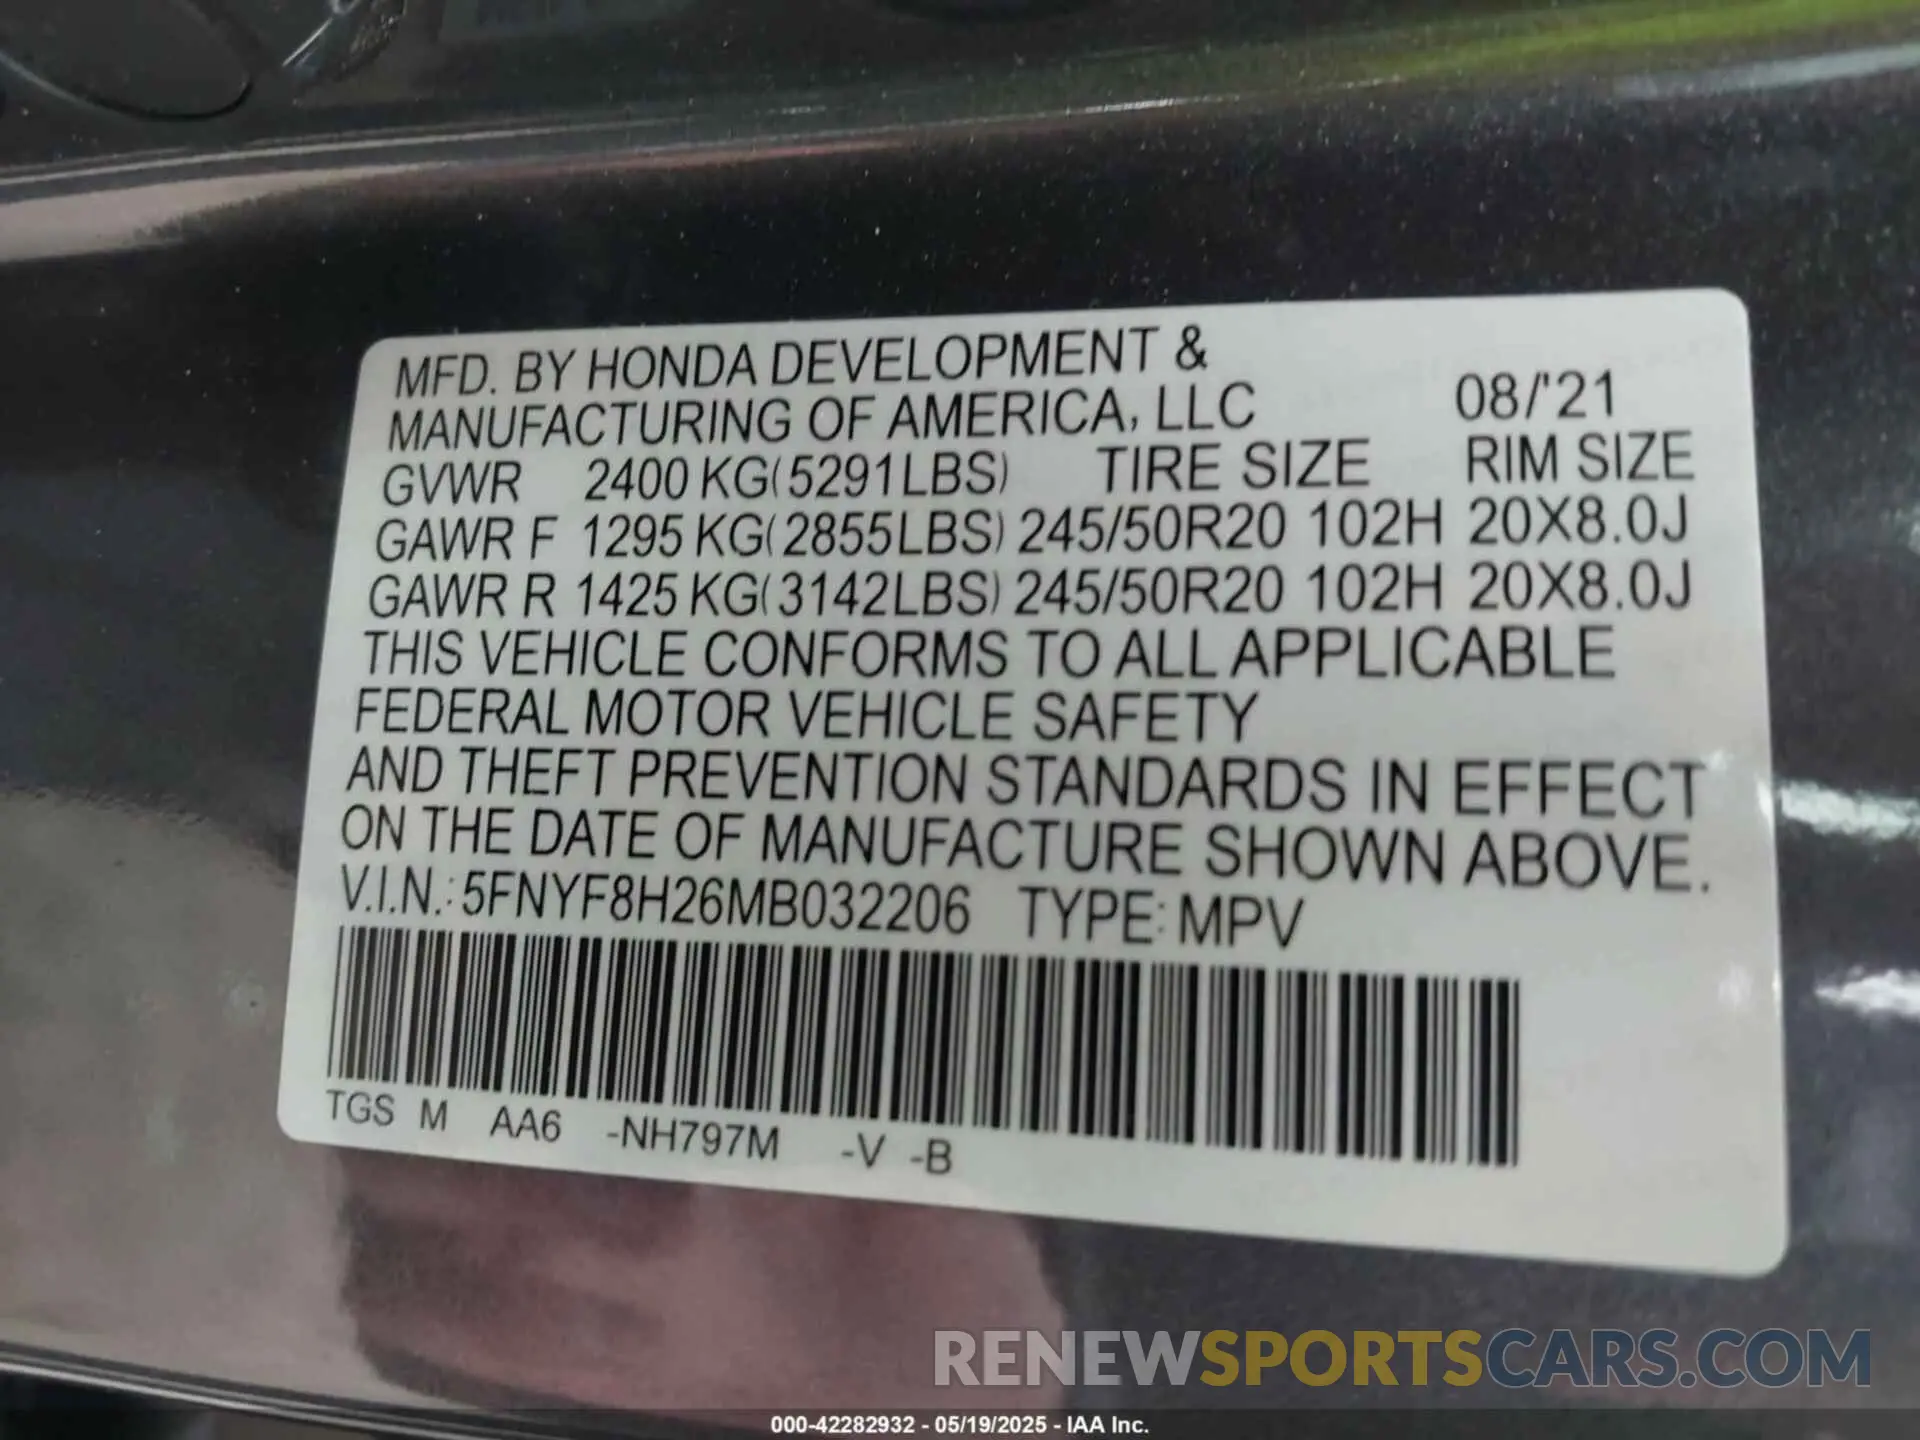 MFD. BY HONDA DEVELOPMENT &
MANUFACTURING OF AMERICA, LLC 08/'21
GVWR 2400 KG(5291LBS) TIRE SIZE RIM SIZE
GAWR F 1295 KG(2855LBS) 245/50R20 102H 20X8.0J
GAWR R 1425 KG(3142LBS) 245/50R20 102H 20X8.0J
THIS VEHICLE CONFORMS TO ALL APPLICABLE
FEDERAL MOTOR VEHICLE SAFETY
AND THEFT PREVENTION STANDARDS IN EFFECT
ON THE DATE OF MANUFACTURE SHOWN ABOVE.
V.I.N.: 5FNYF8H26MB032206 TYPE: MPV
TGS M AA6 -NH797M -V -B
RENEWSPORTSCARS.COM
000-42282932 - 05/19/2025 - IAA Inc.